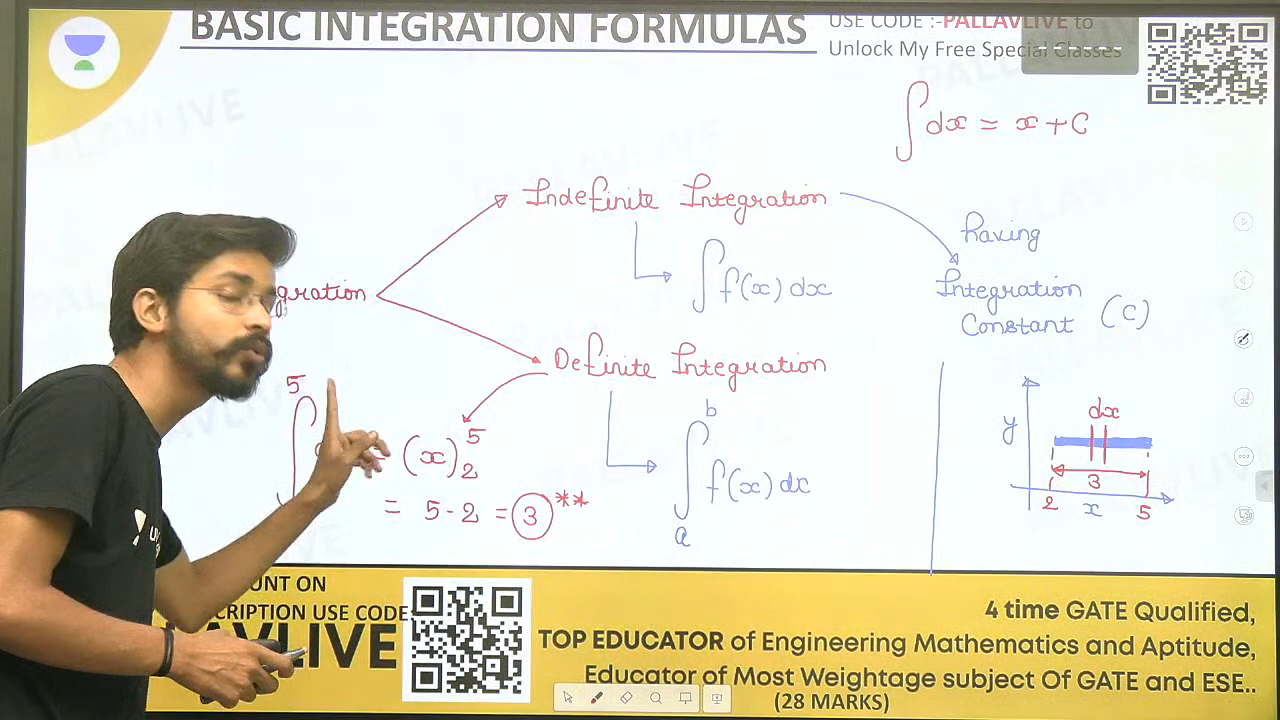 BASIC INTEGRATION FORMULAS
USE CODE :-PALLAVLIVE to
Unlock My Free Special Classes
∫dx = x + C
Indefinite Integration
∫f(x) dx
having
Integration
Constant (C)
gration
Definite Integration
b
∫f(x) dx
a
5
(x)
5
2
= 5 - 2 = 3 **
y
dx
3
2
x
5
UNT ON
CRIPTION USE CODE:
AVLIVE
4 time GATE Qualified,
TOP EDUCATOR of Engineering Mathematics and Aptitude,
Educator of Most Weightage subject Of GATE and ESE..
(28 MARKS)